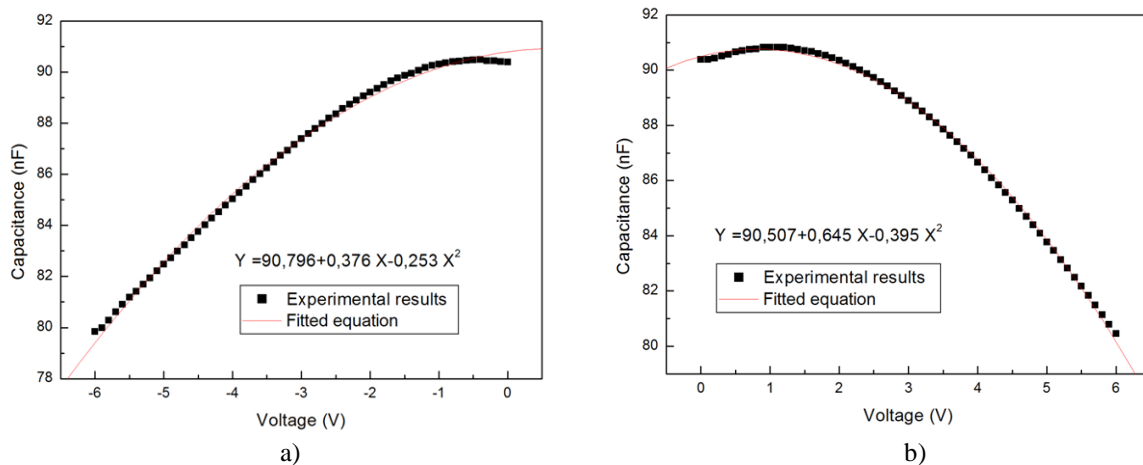 92
90
88
86
84
82
80
78
Capacitance (nF)
Y =90,796+0,376 X-0,253 X²
Experimental results
Fitted equation
-6 -5 -4 -3 -2 -1 0
Voltage (V)
a)
92
90
88
86
84
82
80
Capacitance (nF)
Y =90,507+0,645 X-0,395 X²
Experimental results
Fitted equation
0 1 2 3 4 5 6
Voltage (V)
b)